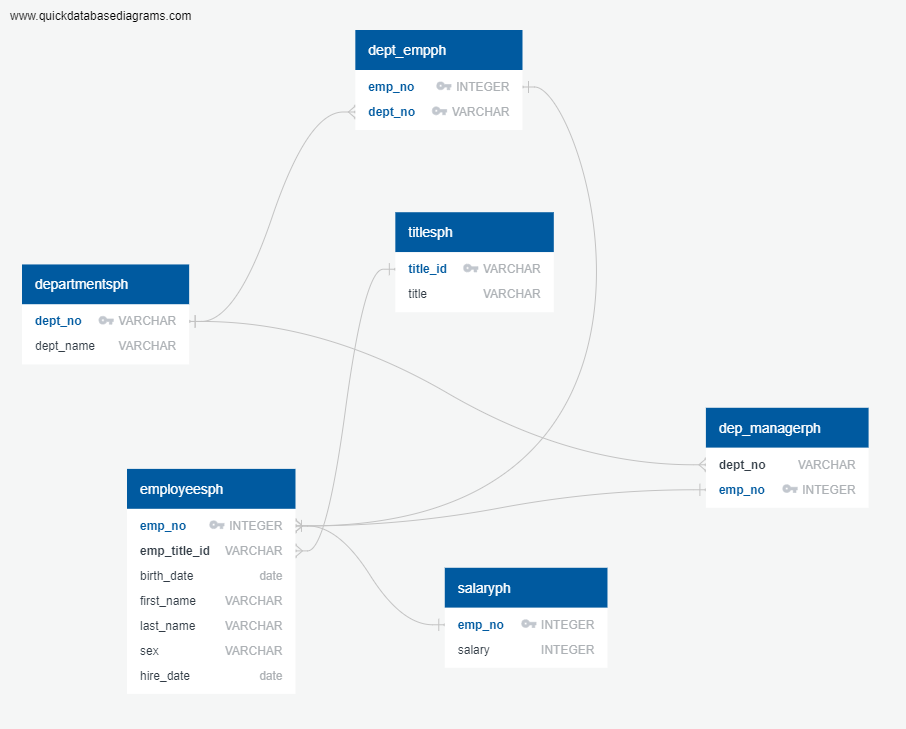 www.quickdatabasediagrams.com
dept_empph
emp_no INTEGER
dept_no VARCHAR
titlesph
title_id VARCHAR
title VARCHAR
departmentsph
dept_no VARCHAR
dept_name VARCHAR
dep_managerph
dept_no VARCHAR
emp_no INTEGER
employeesph
emp_no INTEGER
emp_title_id VARCHAR
birth_date date
first_name VARCHAR
last_name VARCHAR
sex VARCHAR
hire_date date
salaryph
emp_no INTEGER
salary INTEGER